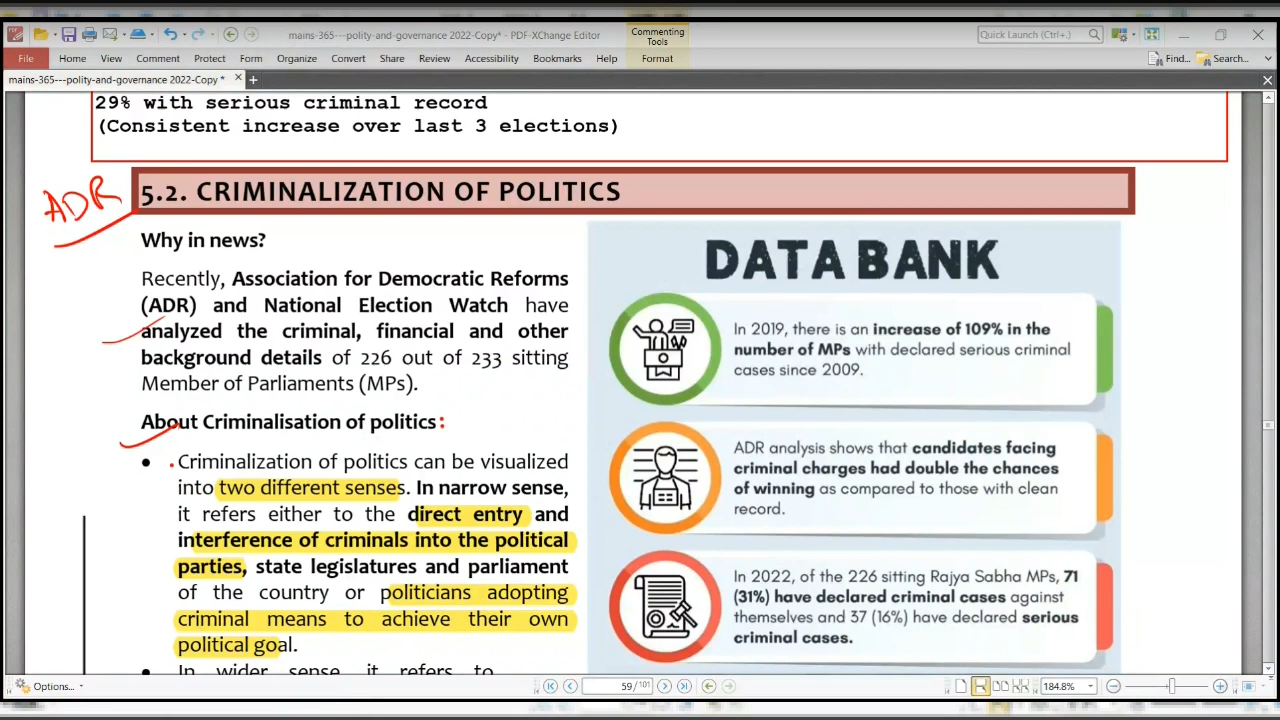 mains-365---polity-and-governance 2022-Copy* - PDF-XChange Editor
Commenting Tools
Quick Launch (Ctrl+.)
File Home View Comment Protect Form Organize Convert Share Review Accessibility Bookmarks Help Format
Find... Search...
mains-365---polity-and-governance 2022-Copy *
29% with serious criminal record
(Consistent increase over last 3 elections)
ADR
5.2. CRIMINALIZATION OF POLITICS
Why in news?
Recently, Association for Democratic Reforms
(ADR) and National Election Watch have
analyzed the criminal, financial and other
background details of 226 out of 233 sitting
Member of Parliaments (MPs).
About Criminalisation of politics:
Criminalization of politics can be visualized
into two different senses. In narrow sense,
it refers either to the direct entry and
interference of criminals into the political
parties, state legislatures and parliament
of the country or politicians adopting
criminal means to achieve their own
political goal.
In wider sense, it refers to
DATA BANK
In 2019, there is an increase of 109% in the
number of MPs with declared serious criminal
cases since 2009.
ADR analysis shows that candidates facing
criminal charges had double the chances
of winning as compared to those with clean
record.
In 2022, of the 226 sitting Rajya Sabha MPs, 71
(31%) have declared criminal cases against
themselves and 37 (16%) have declared serious
criminal cases.
Options... 59 / 101 184.8%